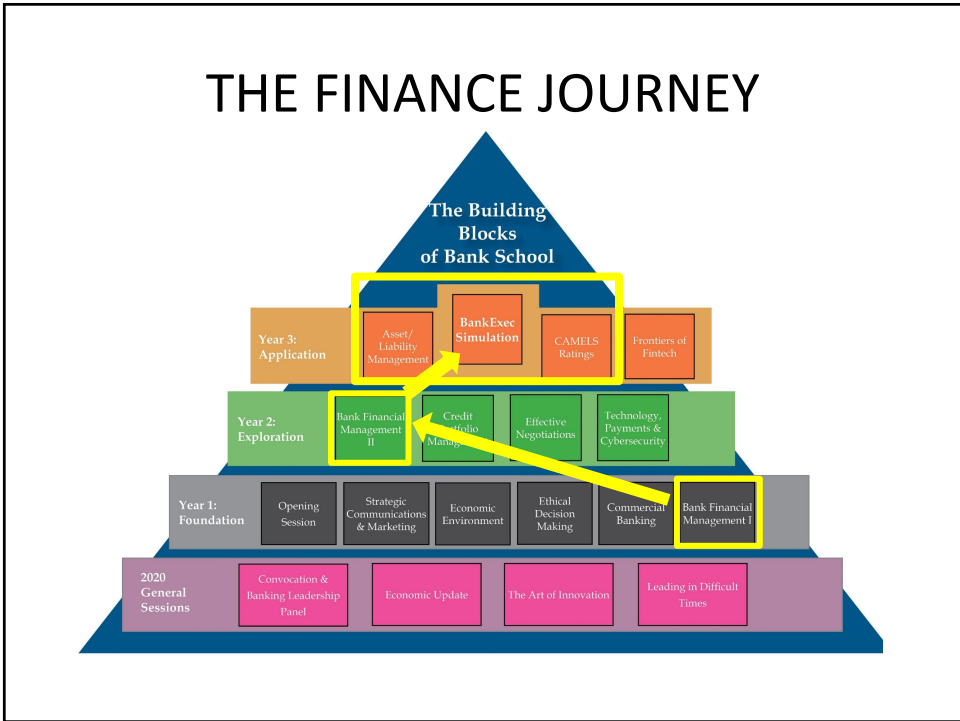 THE FINANCE JOURNEY
The Building
Blocks
of Bank School
Year 3:
Application
Asset/
Liability
Management
BankExec
Simulation
CAMELS
Ratings
Frontiers of
Fintech
Year 2:
Exploration
Bank Financial
Management
II
Credit
Portfolio
Management
Effective
Negotiations
Technology,
Payments &
Cybersecurity
Year 1:
Foundation
Opening
Session
Strategic
Communications
& Marketing
Economic
Environment
Ethical
Decision
Making
Commercial
Banking
Bank Financial
Management I
2020
General
Sessions
Convocation &
Banking Leadership
Panel
Economic Update
The Art of Innovation
Leading in Difficult
Times